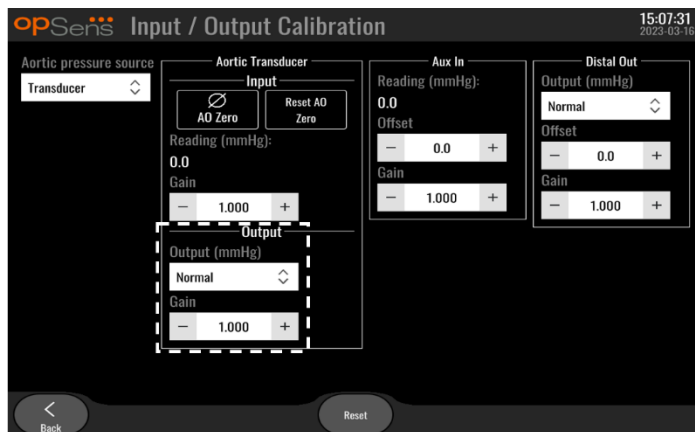 opSens Input / Output Calibration
15:07:31
2023-03-16
Aortic pressure source
Transducer
Aortic Transducer
Input
AO Zero
Reset AO
Zero
Reading (mmHg):
0.0
Gain
− 1.000 +
Output
Output (mmHg)
Normal
Gain
− 1.000 +
Aux In
Reading (mmHg):
0.0
Offset
− 0.0 +
Gain
− 1.000 +
Distal Out
Output (mmHg)
Normal
Offset
− 0.0 +
Gain
− 1.000 +
Back
Reset